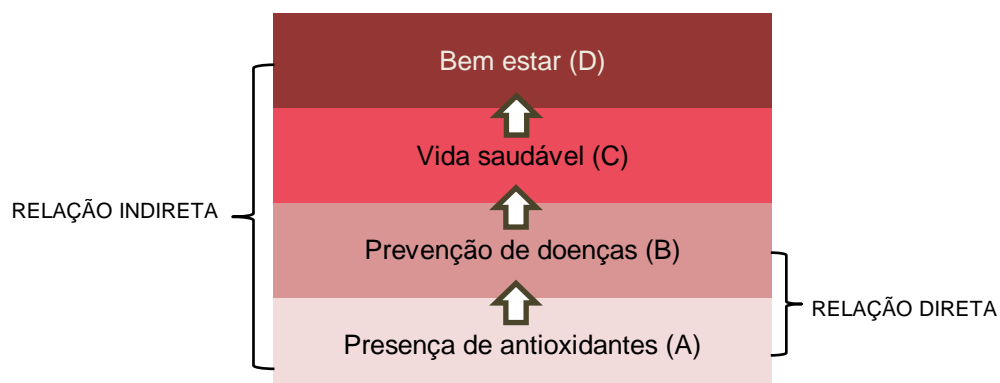 Bem estar (D)
Vida saudável (C)
RELAÇÃO INDIRETA
Prevenção de doenças (B)
RELAÇÃO DIRETA
Presença de antioxidantes (A)